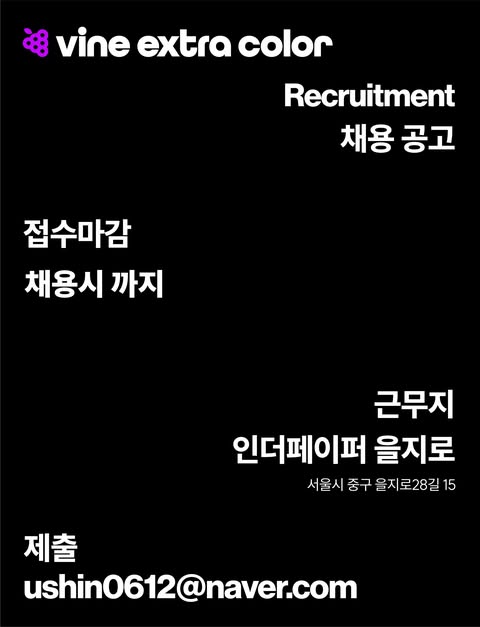 vine extra color
Recruitment
채용 공고
접수마감
채용시 까지
근무지
인더페이퍼 을지로
서울시 중구 을지로28길 15
제출
ushin0612@naver.com